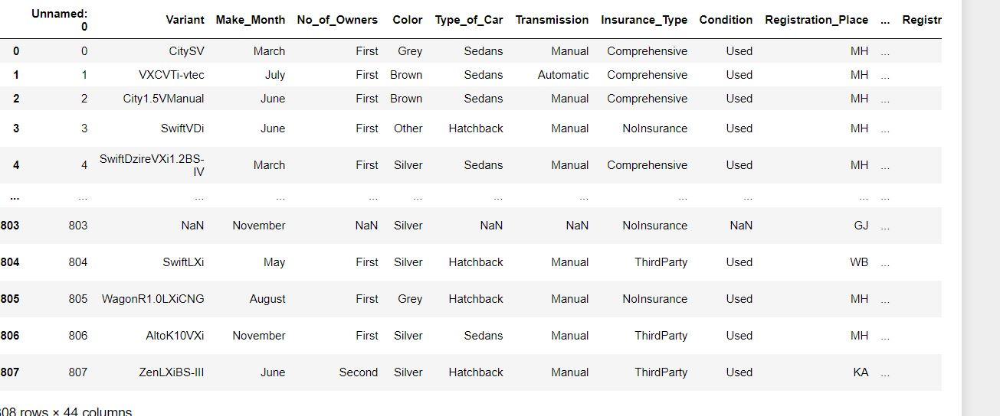 Unnamed: 0 Variant Make_Month No_of_Owners Color Type_of_Car Transmission Insurance_Type Condition Registration_Place ... Registr
0 0 CitySV March First Grey Sedans Manual Comprehensive Used MH ...
1 1 VXCVTi-vtec July First Brown Sedans Automatic Comprehensive Used MH ...
2 2 City1.5VManual June First Brown Sedans Manual Comprehensive Used MH ...
3 3 SwiftVDi June First Other Hatchback Manual NoInsurance Used MH ...
4 4 SwiftDzireVXi1.2BS-IV March First Silver Sedans Manual Comprehensive Used MH ...
... ... ... ... ... ... ... ... ... ... ... ...
803 803 NaN November NaN Silver NaN NaN NoInsurance NaN GJ ...
804 804 SwiftLXi May First Silver Hatchback Manual ThirdParty Used WB ...
805 805 WagonR1.0LXiCNG August First Grey Hatchback Manual NoInsurance Used MH ...
806 806 AltoK10VXi November First Silver Sedans Manual ThirdParty Used MH ...
807 807 ZenLXiBS-III June Second Silver Hatchback Manual ThirdParty Used KA ...
808 rows × 44 columns